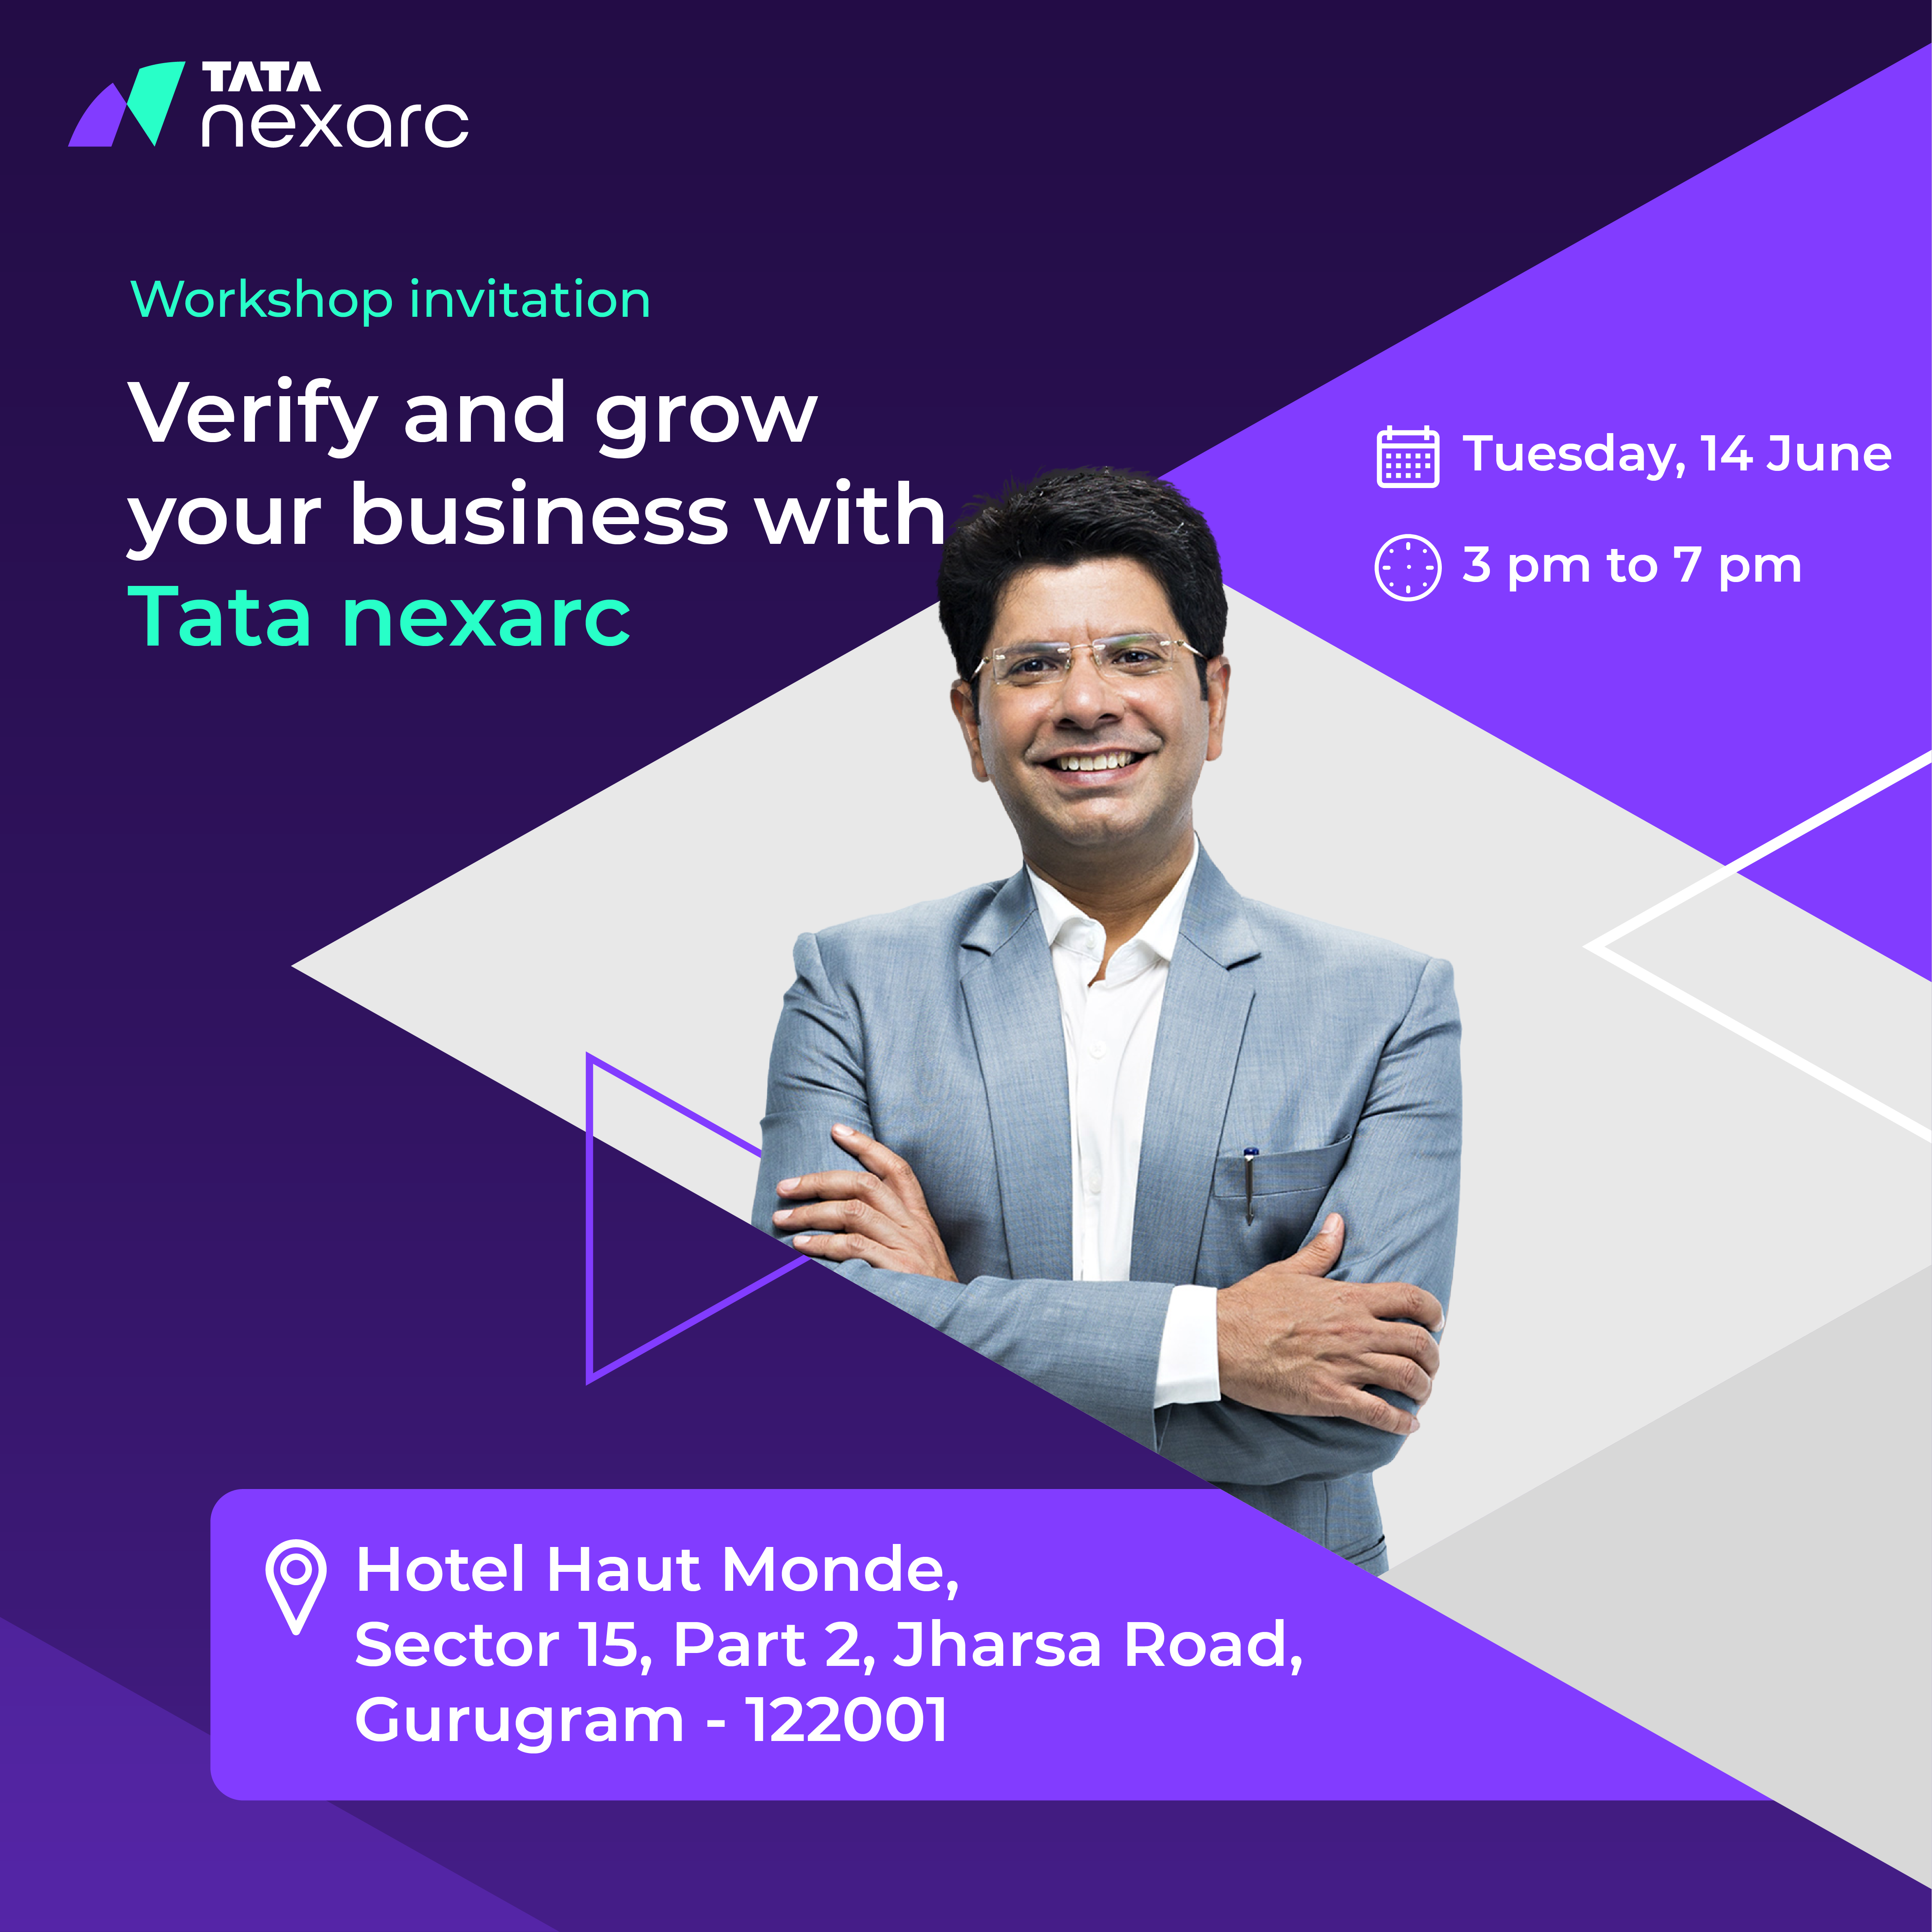 TATA
nexarc
Workshop invitation
Verify and grow
your business with
Tata nexarc
Tuesday, 14 June
3 pm to 7 pm
Hotel Haut Monde,
Sector 15, Part 2, Jharsa Road,
Gurugram - 122001